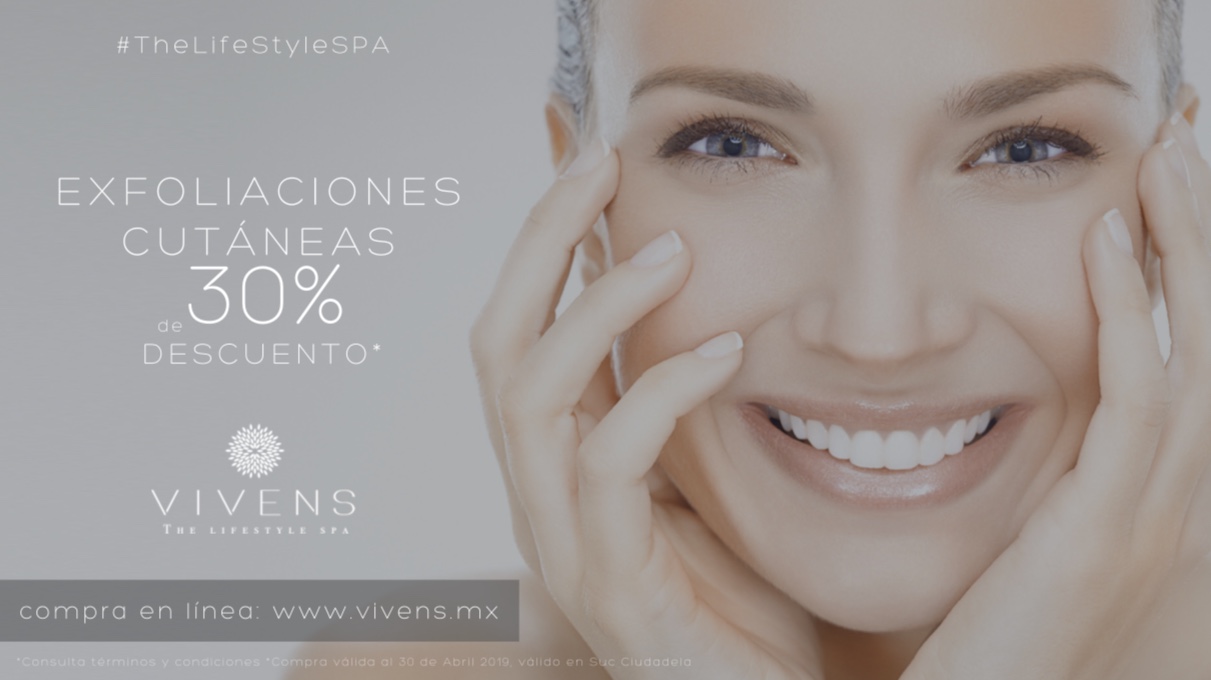 #TheLifeStyleSPA
EXFOLIACIONES
CUTÁNEAS
de 30%
DESCUENTO*
VIVENS
THE LIFESTYLE SPA
compra en línea: www.vivens.mx
*Consulta términos y condiciones *Compra válida al 30 de Abril 2019, válido en Suc Ciudadela